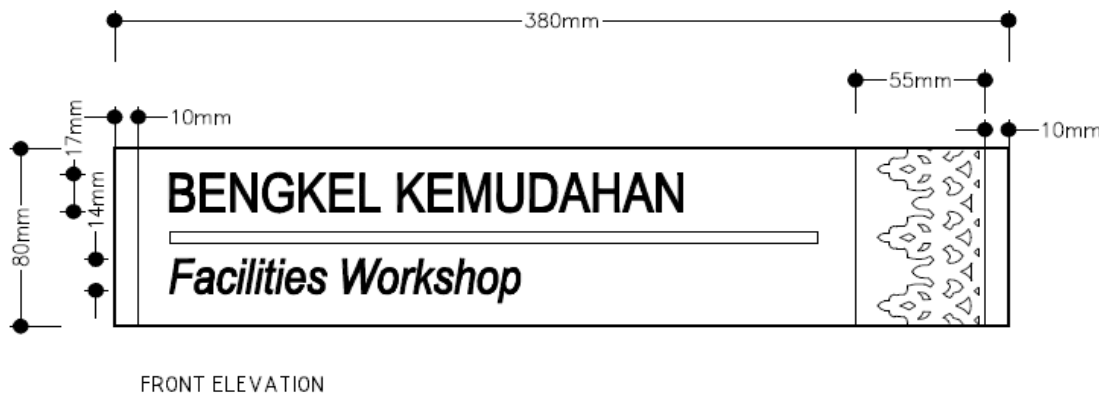 380mm
55mm
10mm
10mm
17mm
14mm
80mm
BENGKEL KEMUDAHAN
Facilities Workshop
FRONT ELEVATION